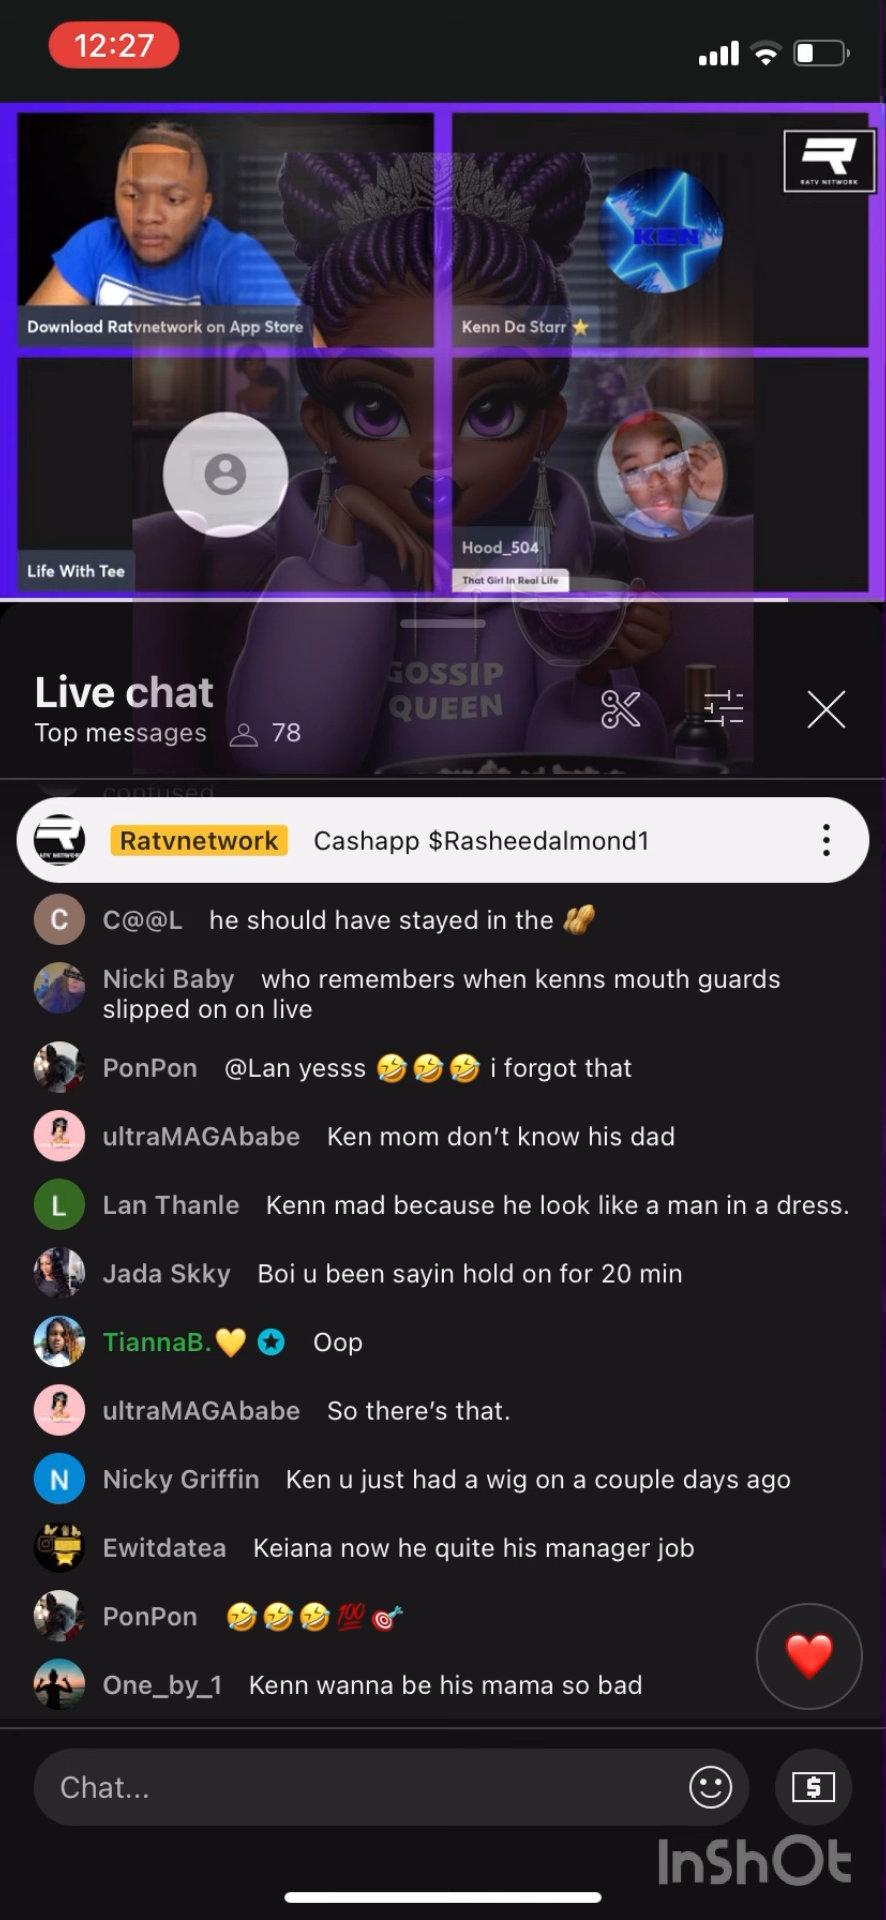 12:27
RATV NETWORK
KEN
Download Ratvnetwork on App Store
Kenn Da Starr ⭐
Life With Tee
Hood_504
That Girl In Real Life
GOSSIP
QUEEN
Live chat
Top messages 78
confused
Ratvnetwork Cashapp $Rasheedalmond1
C C@@L he should have stayed in the 🥜
Nicki Baby who remembers when kenns mouth guards
slipped on on live
PonPon @Lan yesss 🤣🤣🤣 i forgot that
ultraMAGAbabe Ken mom don’t know his dad
L Lan Thanle Kenn mad because he look like a man in a dress.
Jada Skky Boi u been sayin hold on for 20 min
TiannaB.💛 Oop
ultraMAGAbabe So there’s that.
N Nicky Griffin Ken u just had a wig on a couple days ago
Ewitdatea Keiana now he quite his manager job
PonPon 🤣🤣🤣💯🎯
One_by_1 Kenn wanna be his mama so bad
Chat...
InShOt